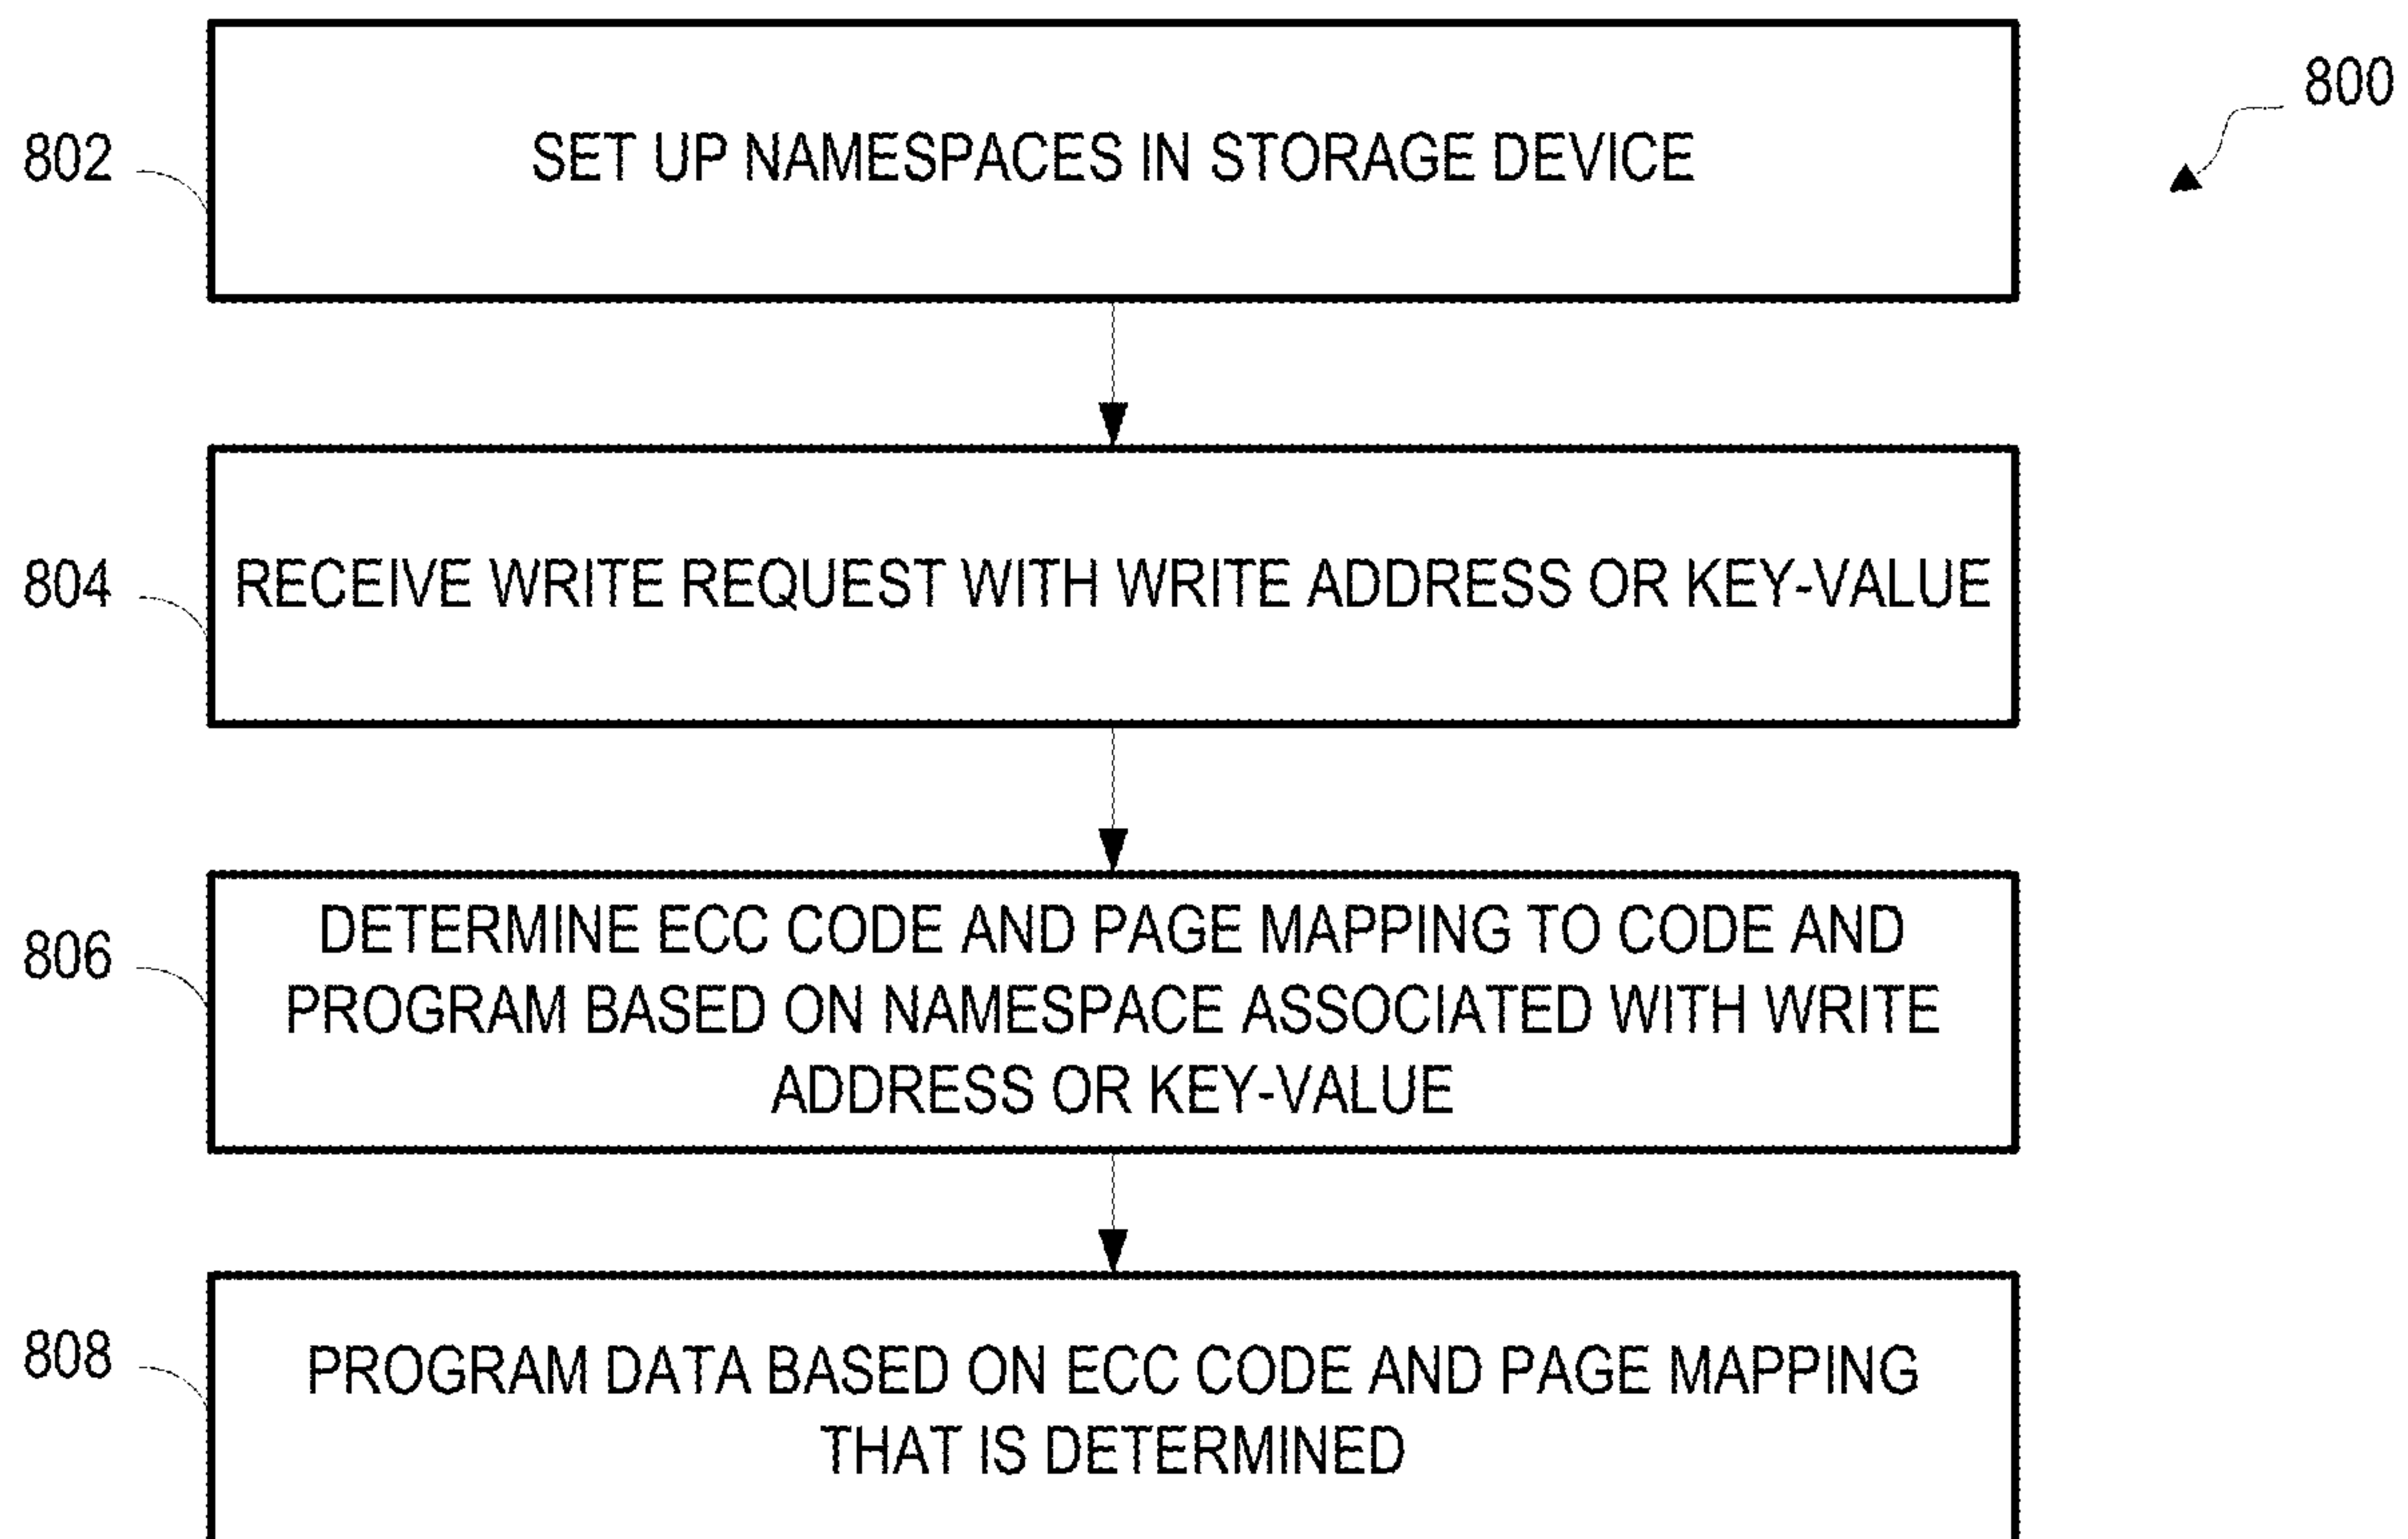 800
802
SET UP NAMESPACES IN STORAGE DEVICE
804
RECEIVE WRITE REQUEST WITH WRITE ADDRESS OR KEY-VALUE
806
DETERMINE ECC CODE AND PAGE MAPPING TO CODE AND
PROGRAM BASED ON NAMESPACE ASSOCIATED WITH WRITE
ADDRESS OR KEY-VALUE
808
PROGRAM DATA BASED ON ECC CODE AND PAGE MAPPING
THAT IS DETERMINED